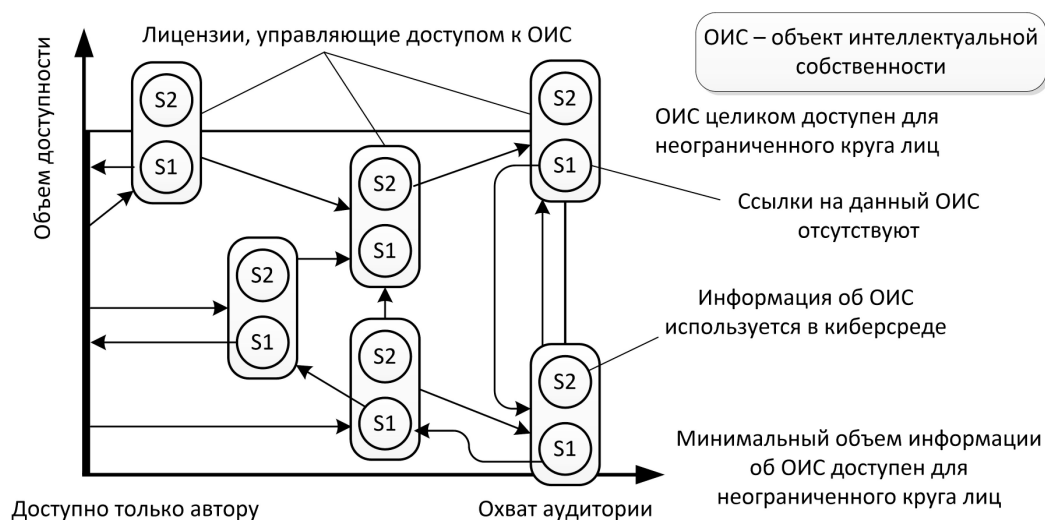 Лицензии, управляющие доступом к ОИС
ОИС – объект интеллектуальной
собственности
Объем доступности
S2
S1
S2
S1
S2
S1
S2
S1
S2
S1
S2
S1
ОИС целиком доступен для
неограниченного круга лиц
Ссылки на данный ОИС
отсутствуют
Информация об ОИС
используется в киберсреде
Минимальный объем информации
об ОИС доступен для
неограниченного круга лиц
Доступно только автору
Охват аудитории